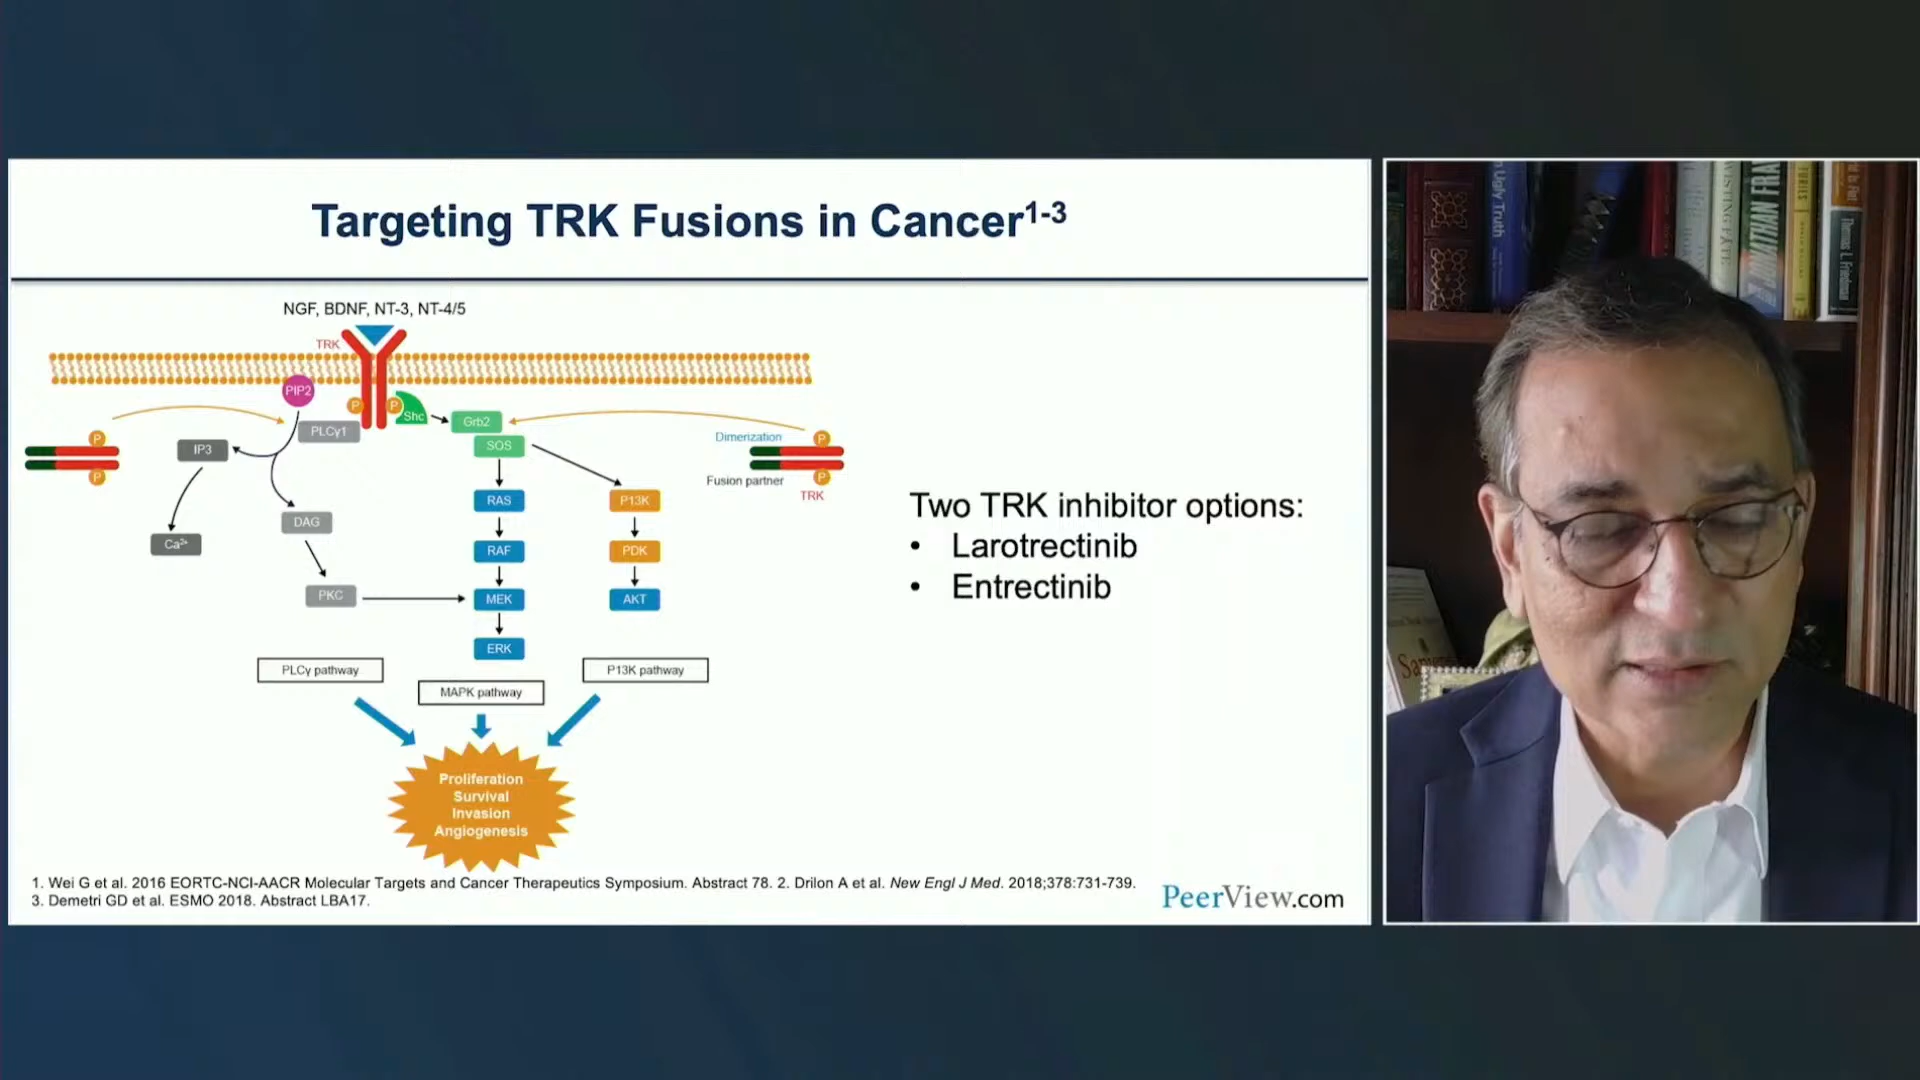 Targeting TRK Fusions in Cancer1-3
NGF, BDNF, NT-3, NT-4/5
TRK
PIP2
P
P
Shc
Grb2
PLCγ1
SOS
IP3
P
P
Dimerization
P
P
Fusion partner
TRK
RAS
P13K
DAG
Ca2+
RAF
PDK
PKC
MEK
AKT
ERK
PLCγ pathway
MAPK pathway
P13K pathway
Proliferation
Survival
Invasion
Angiogenesis
Two TRK inhibitor options:
• Larotrectinib
• Entrectinib
1. Wei G et al. 2016 EORTC-NCI-AACR Molecular Targets and Cancer Therapeutics Symposium. Abstract 78. 2. Drilon A et al. New Engl J Med. 2018;378:731-739.
3. Demetri GD et al. ESMO 2018. Abstract LBA17.
PeerView.com
Ugly Truth
Thomas L. Friedman